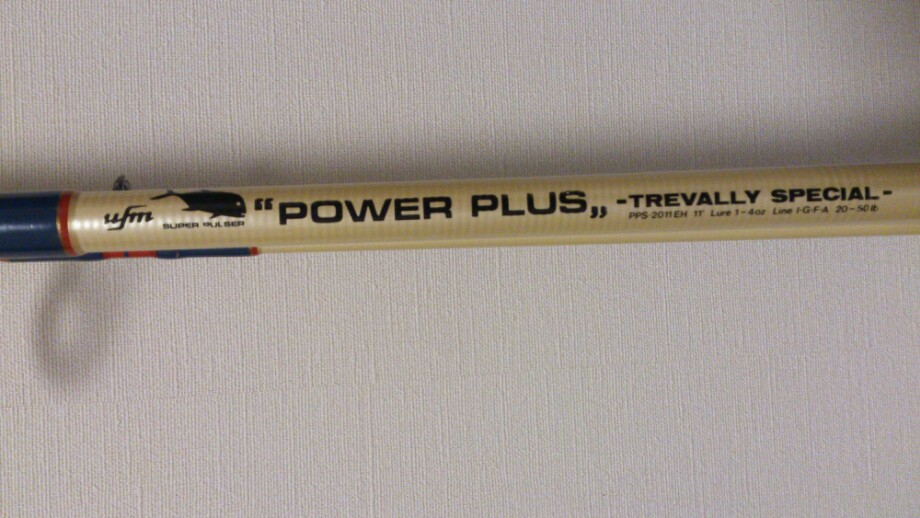 ufm SUPER PULSER "POWER PLUS„ -TREVALLY SPECIAL-
PPS-2011EH 11' Lure 1-4oz Line I·G·F·A 20-50lb